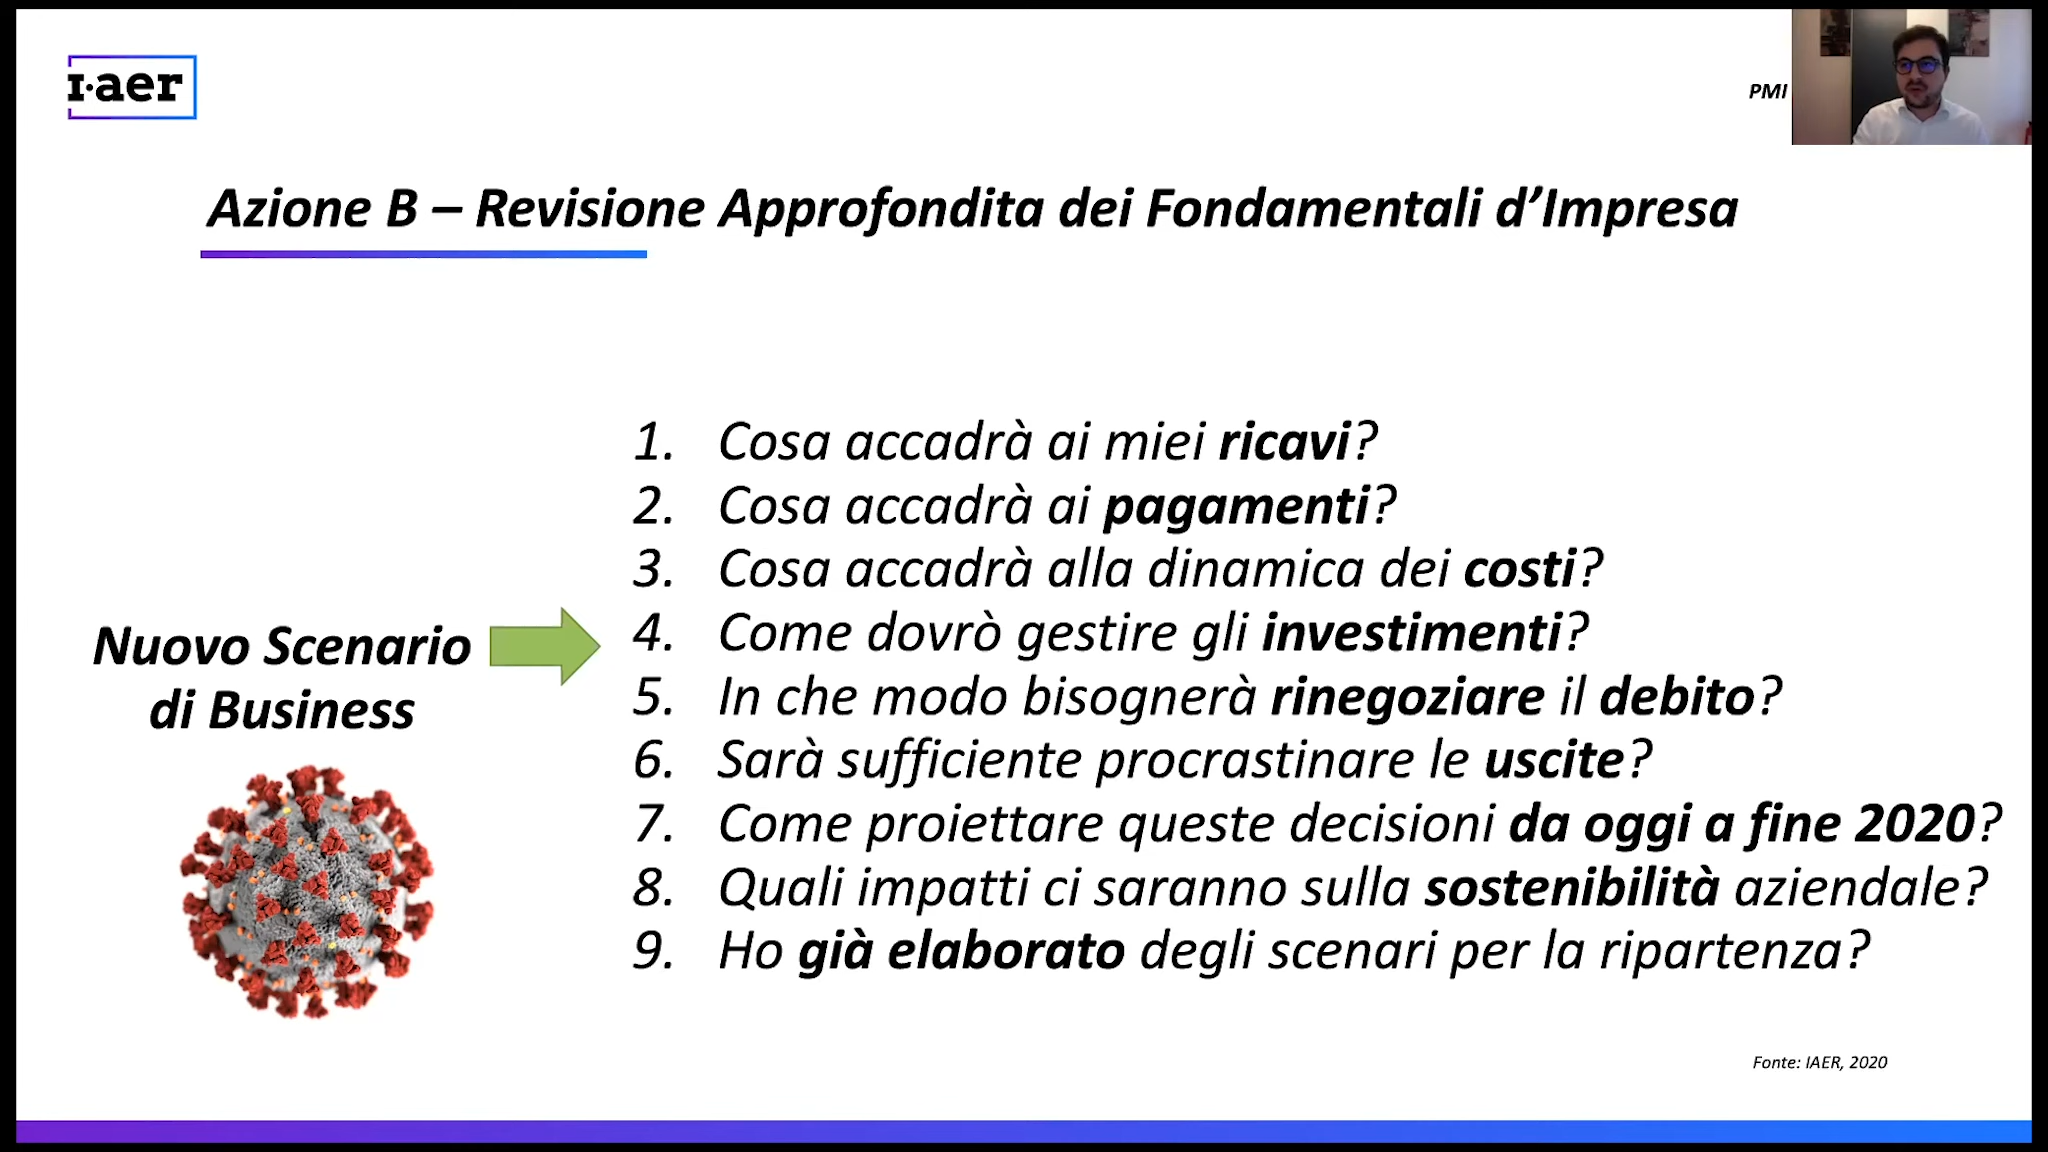 ı·aer
PMI
Azione B – Revisione Approfondita dei Fondamentali d’Impresa
Nuovo Scenario
di Business
1. Cosa accadrà ai miei ricavi?
2. Cosa accadrà ai pagamenti?
3. Cosa accadrà alla dinamica dei costi?
4. Come dovrò gestire gli investimenti?
5. In che modo bisognerà rinegoziare il debito?
6. Sarà sufficiente procrastinare le uscite?
7. Come proiettare queste decisioni da oggi a fine 2020?
8. Quali impatti ci saranno sulla sostenibilità aziendale?
9. Ho già elaborato degli scenari per la ripartenza?
Fonte: IAER, 2020